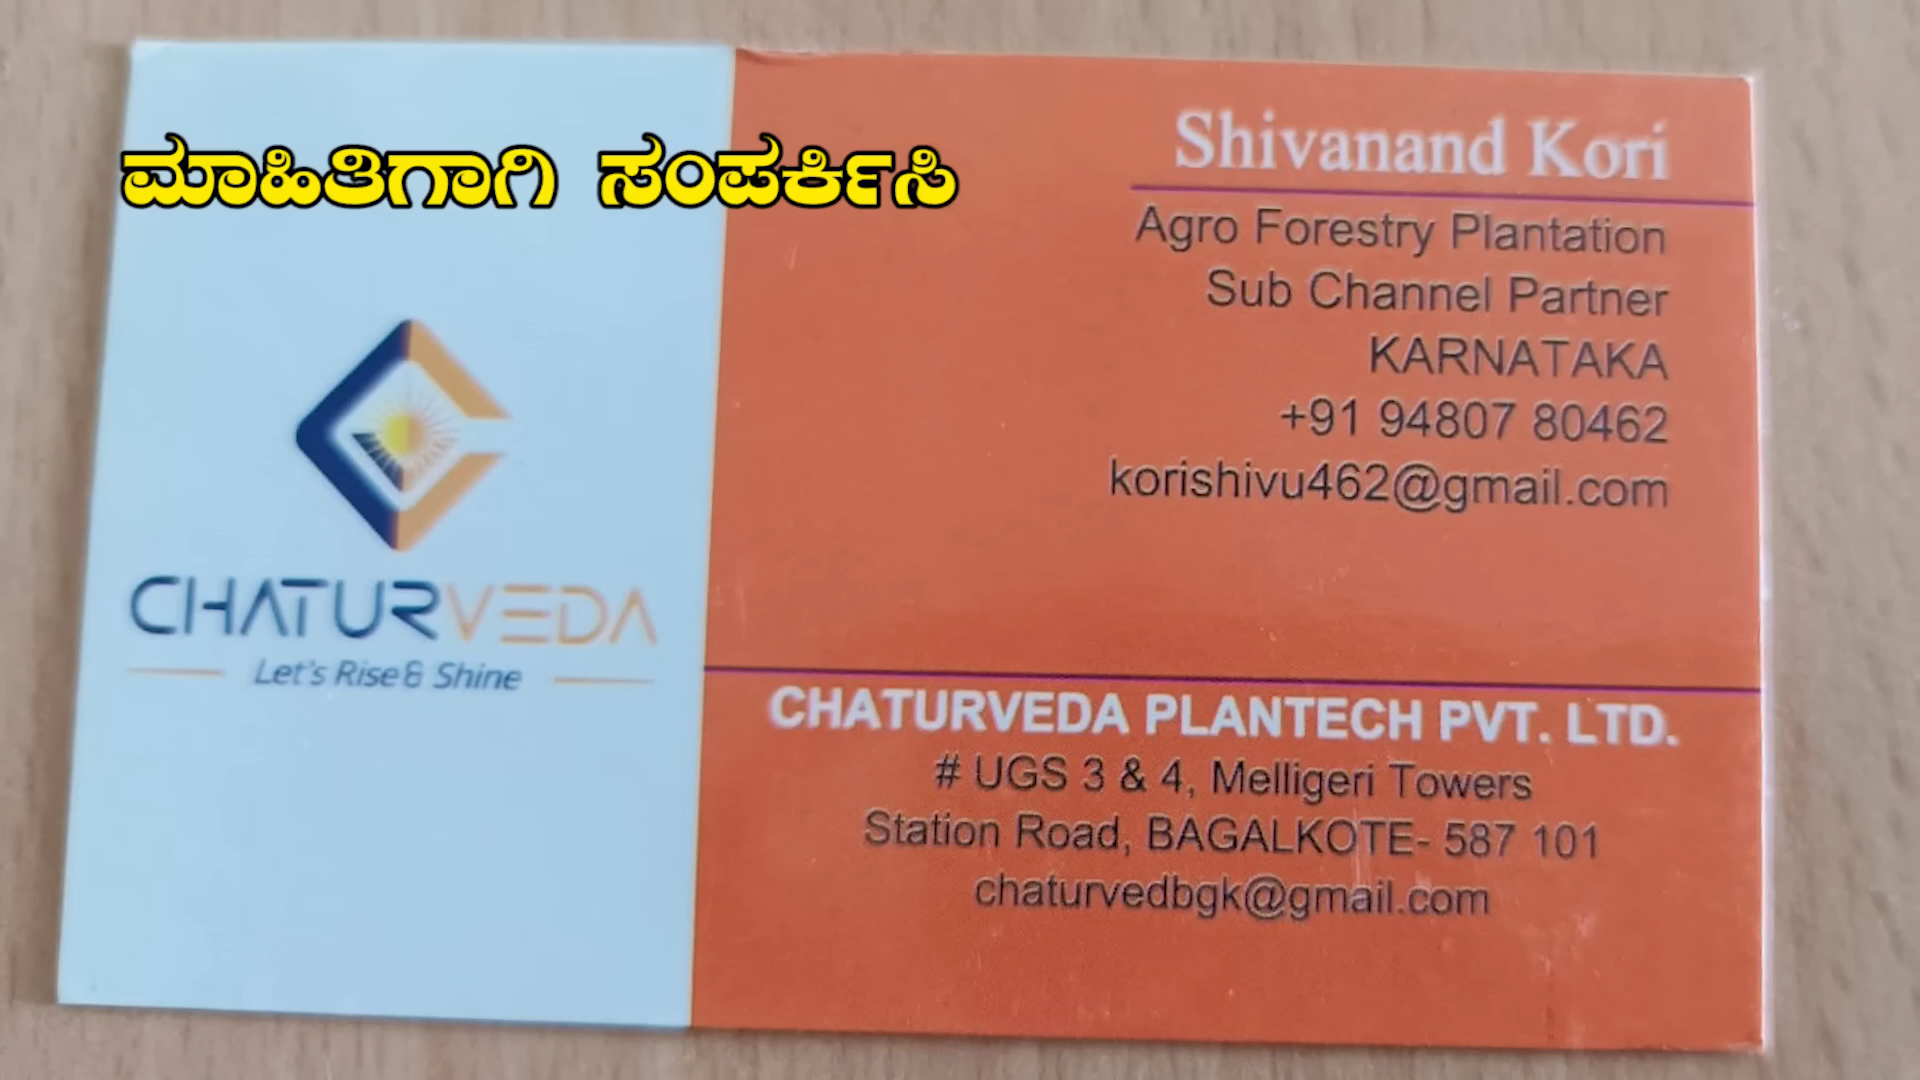 ಮಾಹಿತಿಗಾಗಿ ಸಂಪರ್ಕಿಸಿ
CHATURVEDA
Let's Rise & Shine
Shivanand Kori
Agro Forestry Plantation
Sub Channel Partner
KARNATAKA
+91 94807 80462
korishivu462@gmail.com
CHATURVEDA PLANTECH PVT. LTD.
# UGS 3 & 4, Melligeri Towers
Station Road, BAGALKOTE- 587 101
chaturvedbgk@gmail.com